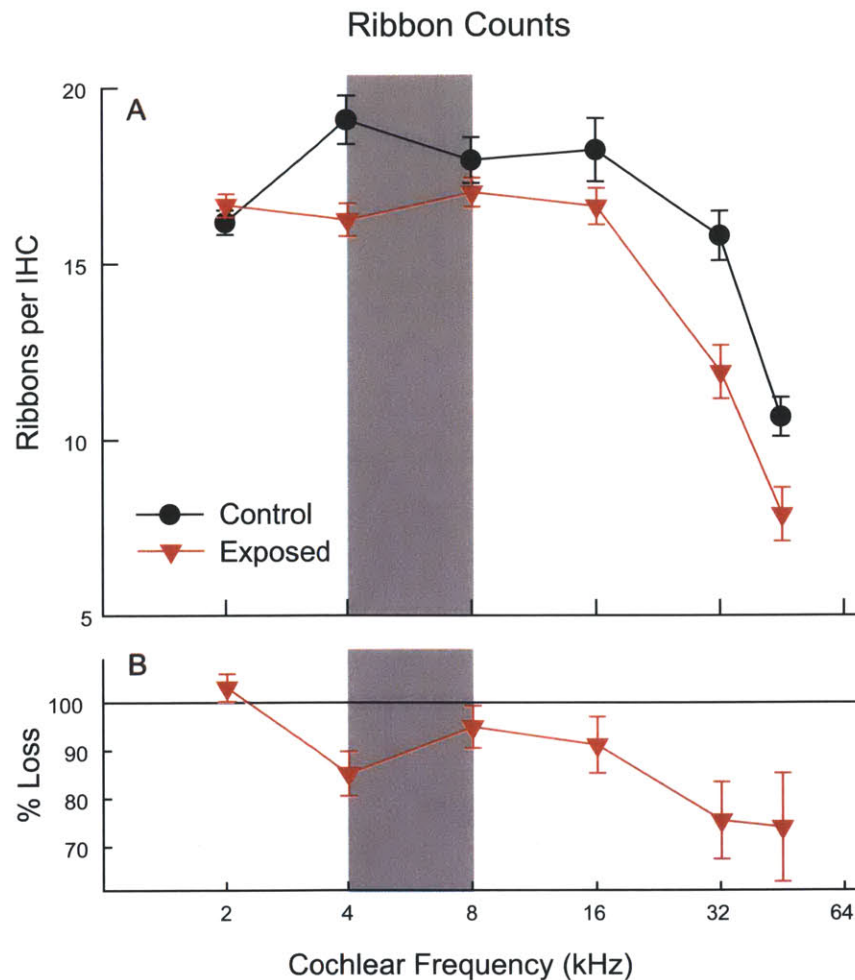 Ribbon Counts
A
20
15
10
5
Ribbons per IHC
Control
Exposed
B
100
90
80
70
% Loss
2 4 8 16 32 64
Cochlear Frequency (kHz)